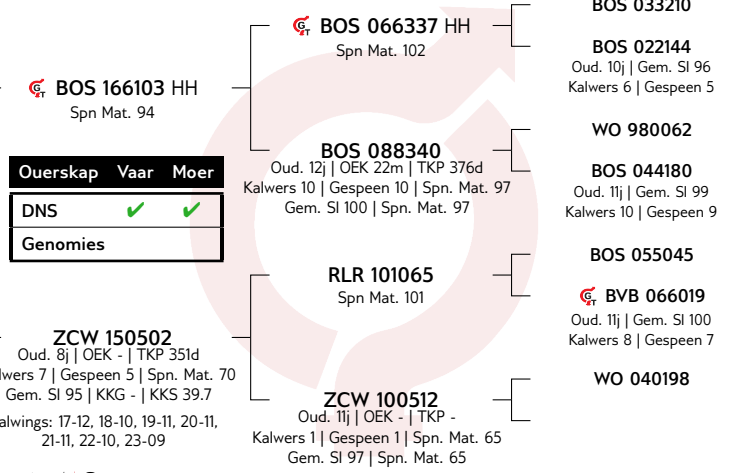 BOS 033210
BOS 066337 HH
Spn Mat. 102
BOS 022144
Oud. 10j | Gem. SI 96
Kalwers 6 | Gespeen 5
BOS 166103 HH
Spn Mat. 94
WO 980062
BOS 088340
Oud. 12j | OEK 22m | TKP 376d
Kalwers 10 | Gespeen 10 | Spn. Mat. 97
Gem. SI 100 | Spn. Mat. 97
BOS 044180
Oud. 11j | Gem. SI 99
Kalwers 10 | Gespeen 9
Ouerskap Vaar Moer
DNS ✔ ✔
Genomies
BOS 055045
RLR 101065
Spn Mat. 101
BVB 066019
Oud. 11j | Gem. SI 100
Kalwers 8 | Gespeen 7
ZCW 150502
Oud. 8j | OEK - | TKP 351d
lwers 7 | Gespeen 5 | Spn. Mat. 70
Gem. SI 95 | KKG - | KKS 39.7
alwings: 17-12, 18-10, 19-11, 20-11,
21-11, 22-10, 23-09
WO 040198
ZCW 100512
Oud. 11j | OEK - | TKP -
Kalwers 1 | Gespeen 1 | Spn. Mat. 65
Gem. SI 97 | Spn. Mat. 65